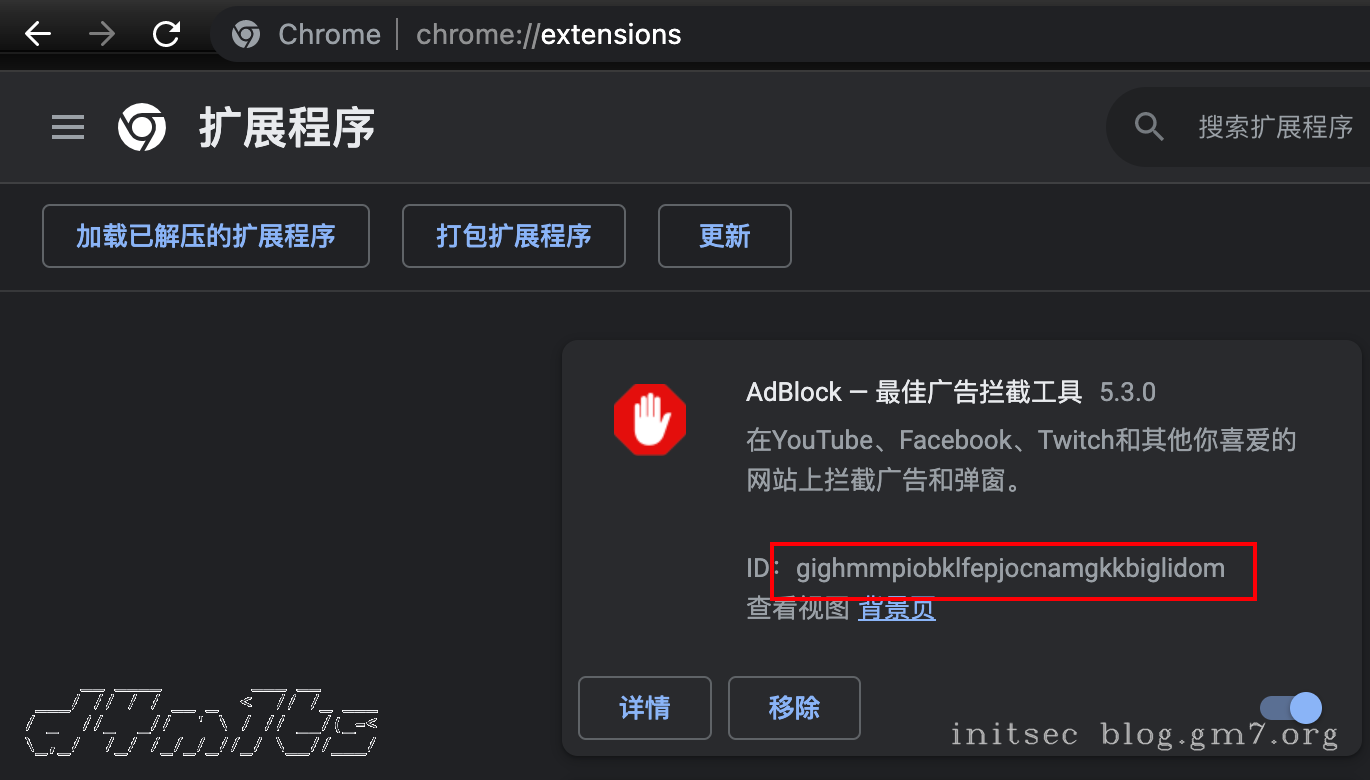 Chrome | chrome://extensions
扩展程序
搜索扩展程序
加载已解压的扩展程序 打包扩展程序 更新
AdBlock — 最佳广告拦截工具 5.3.0
在YouTube、Facebook、Twitch和其他你喜爱的
网站上拦截广告和弹窗。
ID：gighmmpiobklfepjocnamgkkbiglidom
查看视图 背景页
详情 移除
d4m1ts
initsec blog.gm7.org